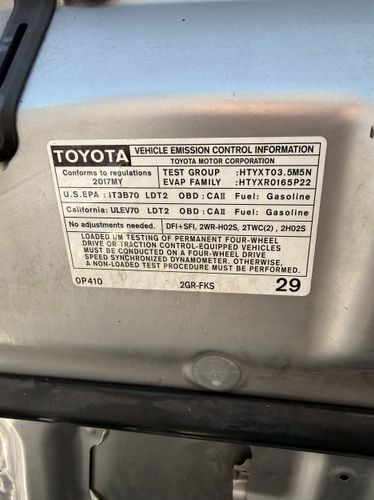 TOYOTA VEHICLE EMISSION CONTROL INFORMATION
TOYOTA MOTOR CORPORATION
Conforms to regulations TEST GROUP :HTYXT03.5M5N
2017MY EVAP FAMILY :HTYXR0165P22
U.S.EPA : IT3B70 LDT2 OBD : CAII Fuel: Gasoline
California: ULEV70 LDT2 OBD : CAII Fuel: Gasoline
No adjustments needed. DFI+SFI, 2WR-HO2S, 2TWC(2), 2HO2S
LOADED I/M TESTING OF PERMANENT FOUR-WHEEL
DRIVE OR TRACTION CONTROL-EQUIPPED VEHICLES
MUST BE CONDUCTED ON A FOUR-WHEEL DRIVE
SPEED SYNCHRONIZED DYNAMOMETER. OTHERWISE,
A NON-LOADED TEST PROCEDURE MUST BE PERFORMED.
0P410 2GR-FKS 29